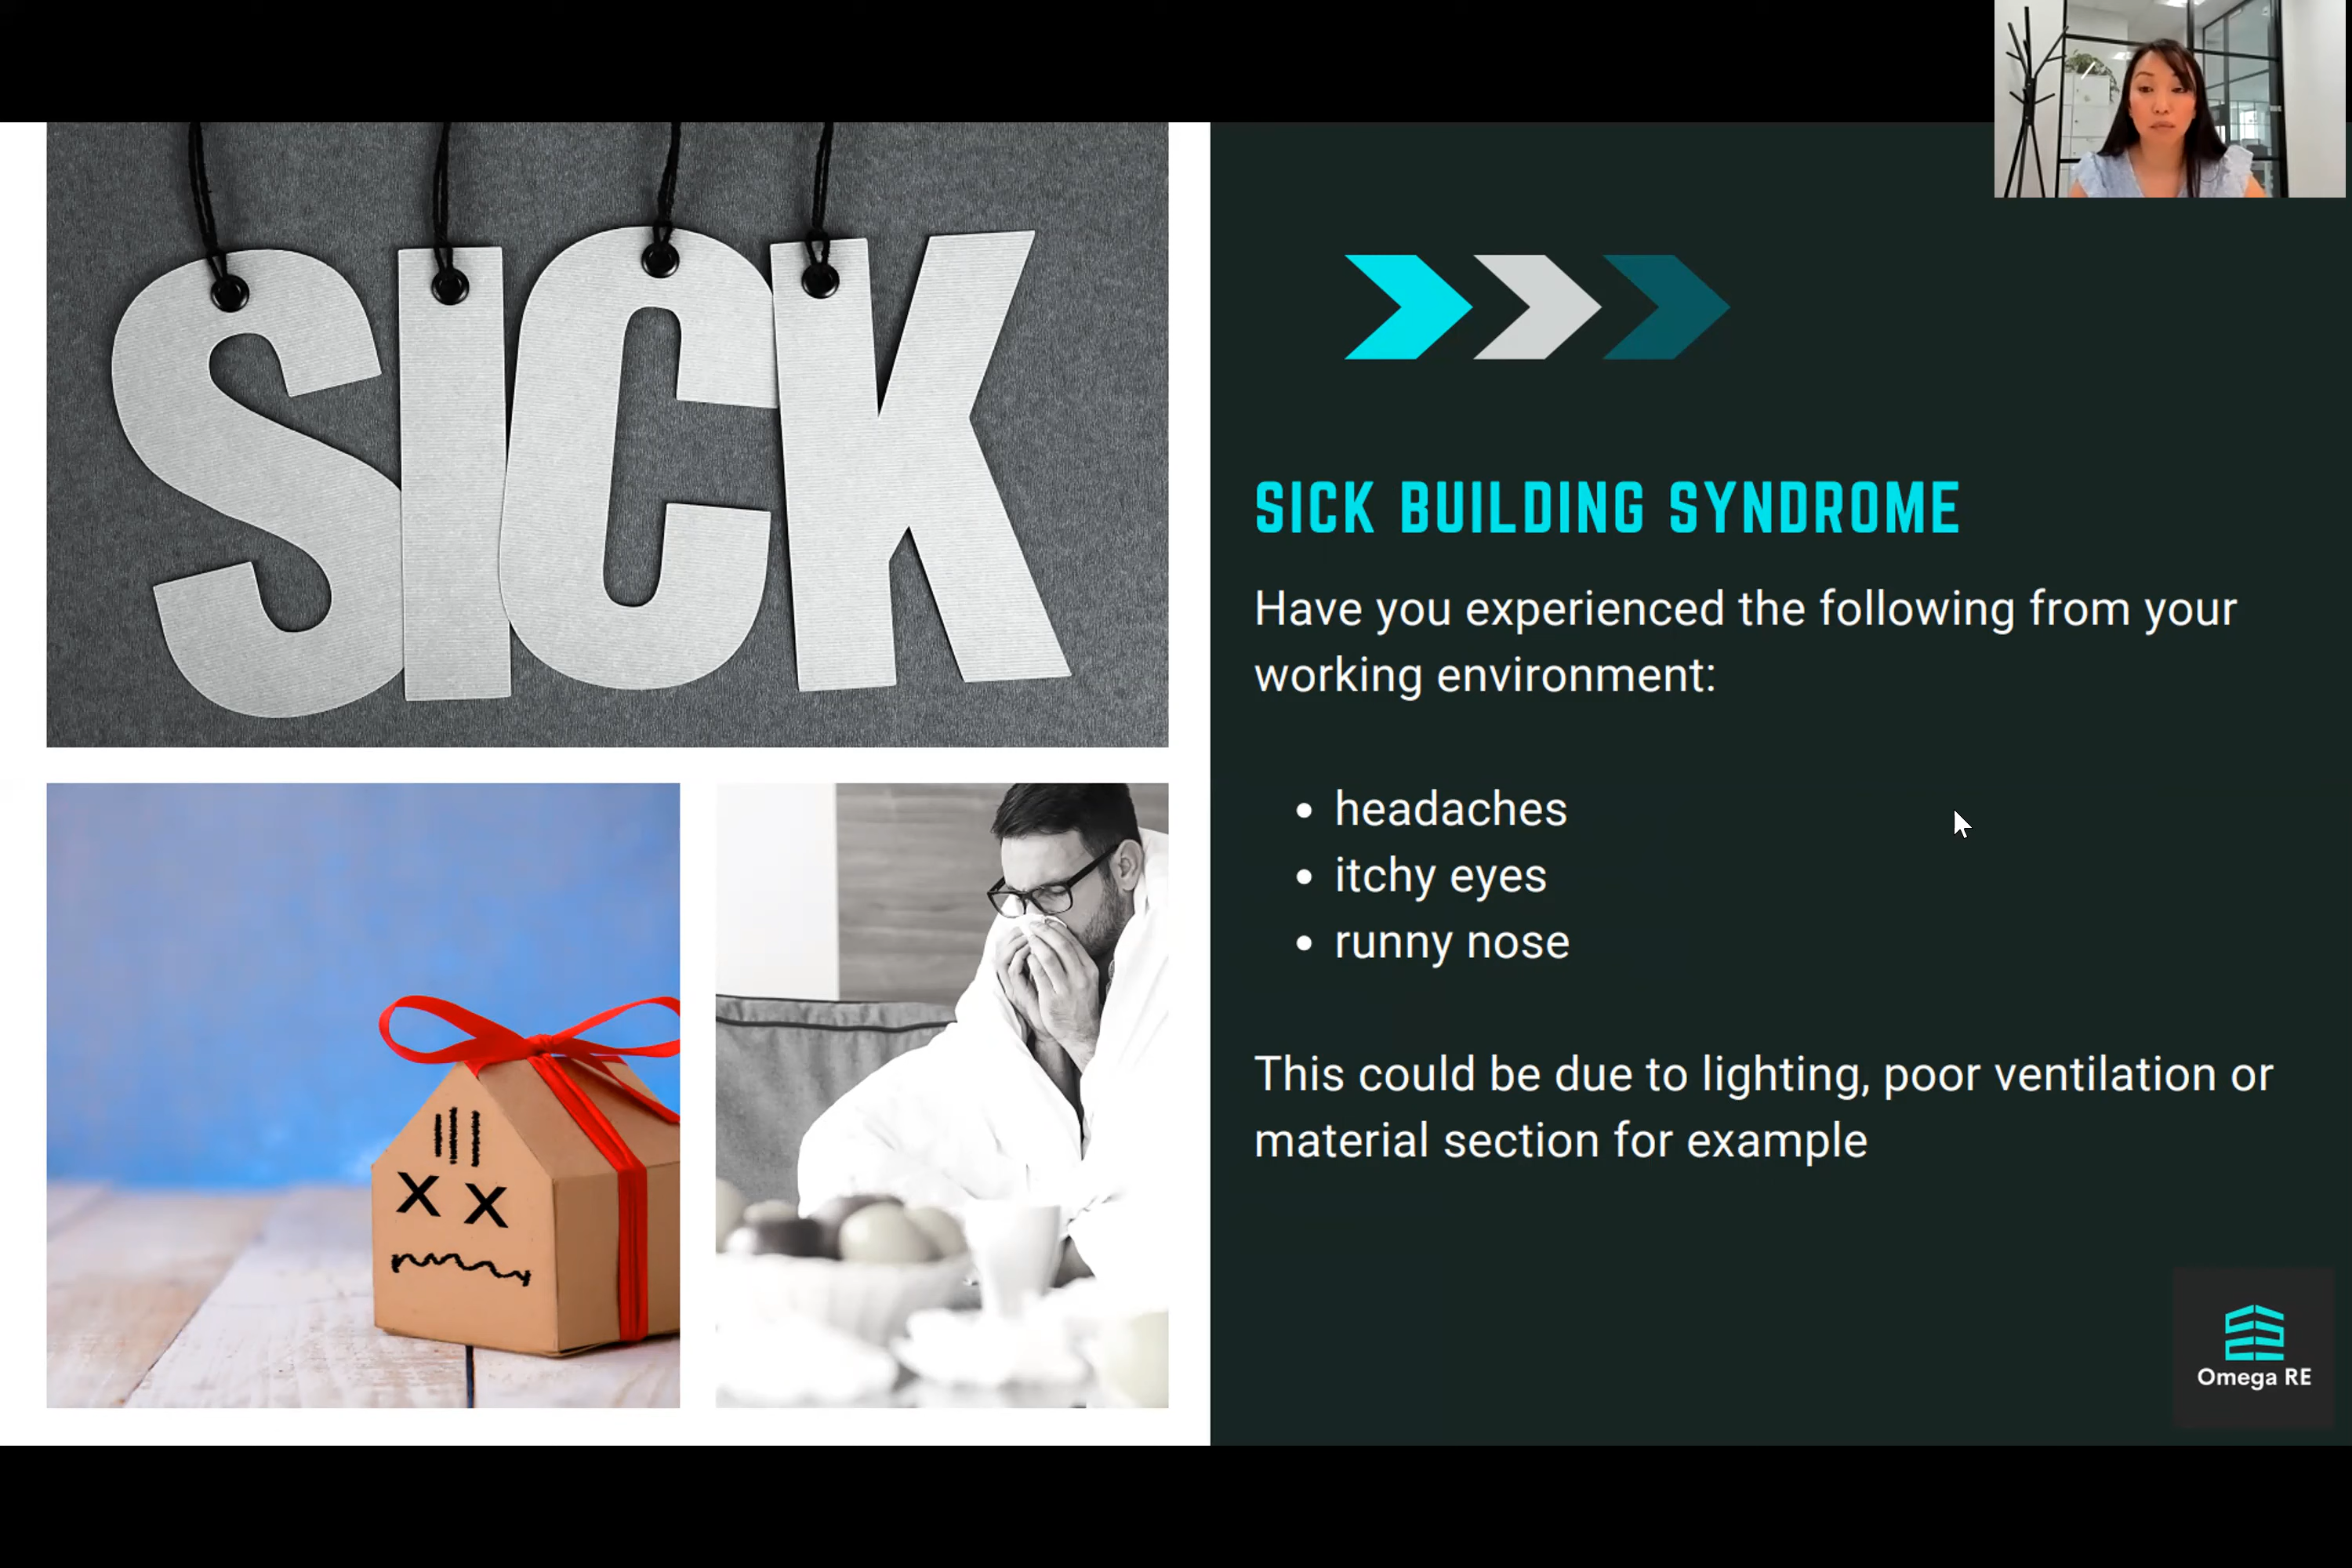 SICK
SICK BUILDING SYNDROME
Have you experienced the following from your
working environment:
• headaches
• itchy eyes
• runny nose
This could be due to lighting, poor ventilation or
material section for example
X X
Omega RE